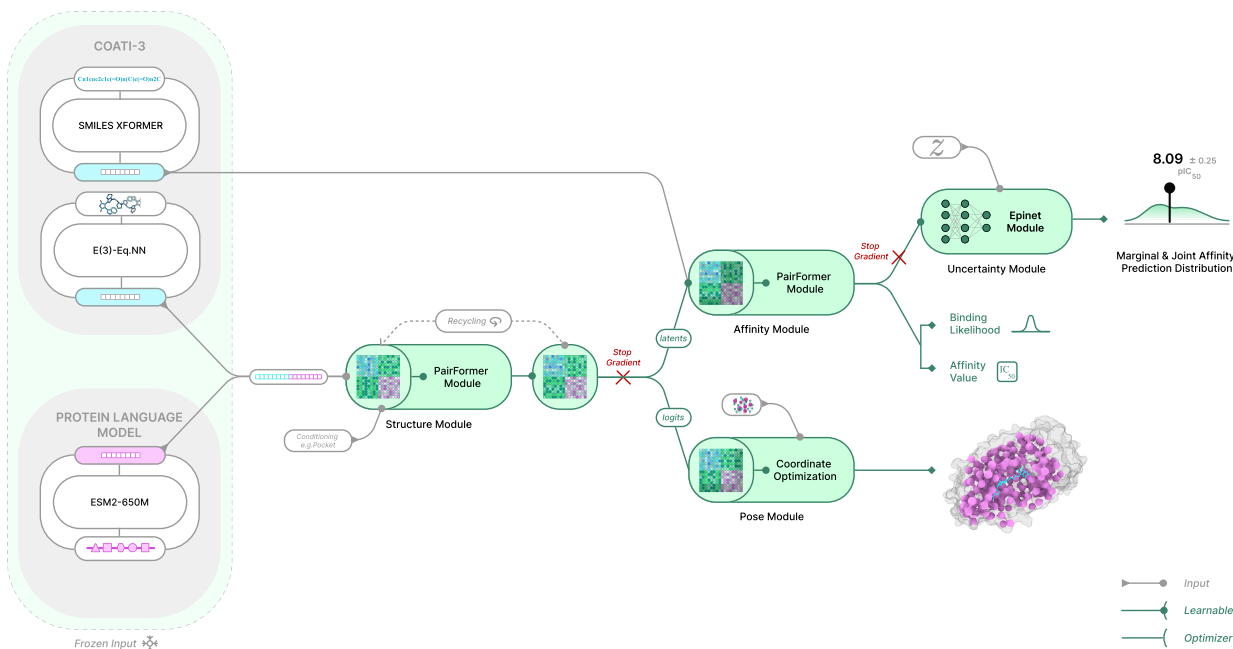 COATI-3
Cn1cnc2c1c(=O)n(C)c(=O)n2C
SMILES XFORMER
E(3)-Eq.NN
PROTEIN LANGUAGE
MODEL
ESM2-650M
Frozen Input
Conditioning
e.g.Pocket
Recycling
PairFormer
Module
Structure Module
Stop
Gradient
latents
logits
PairFormer
Module
Affinity Module
Coordinate
Optimization
Pose Module
Stop
Gradient
Z
Epinet
Module
Uncertainty Module
8.09 ± 0.25
pIC50
Marginal & Joint Affinity
Prediction Distribution
Binding
Likelihood
Affinity
Value
IC50
Input
Learnable
Optimizer